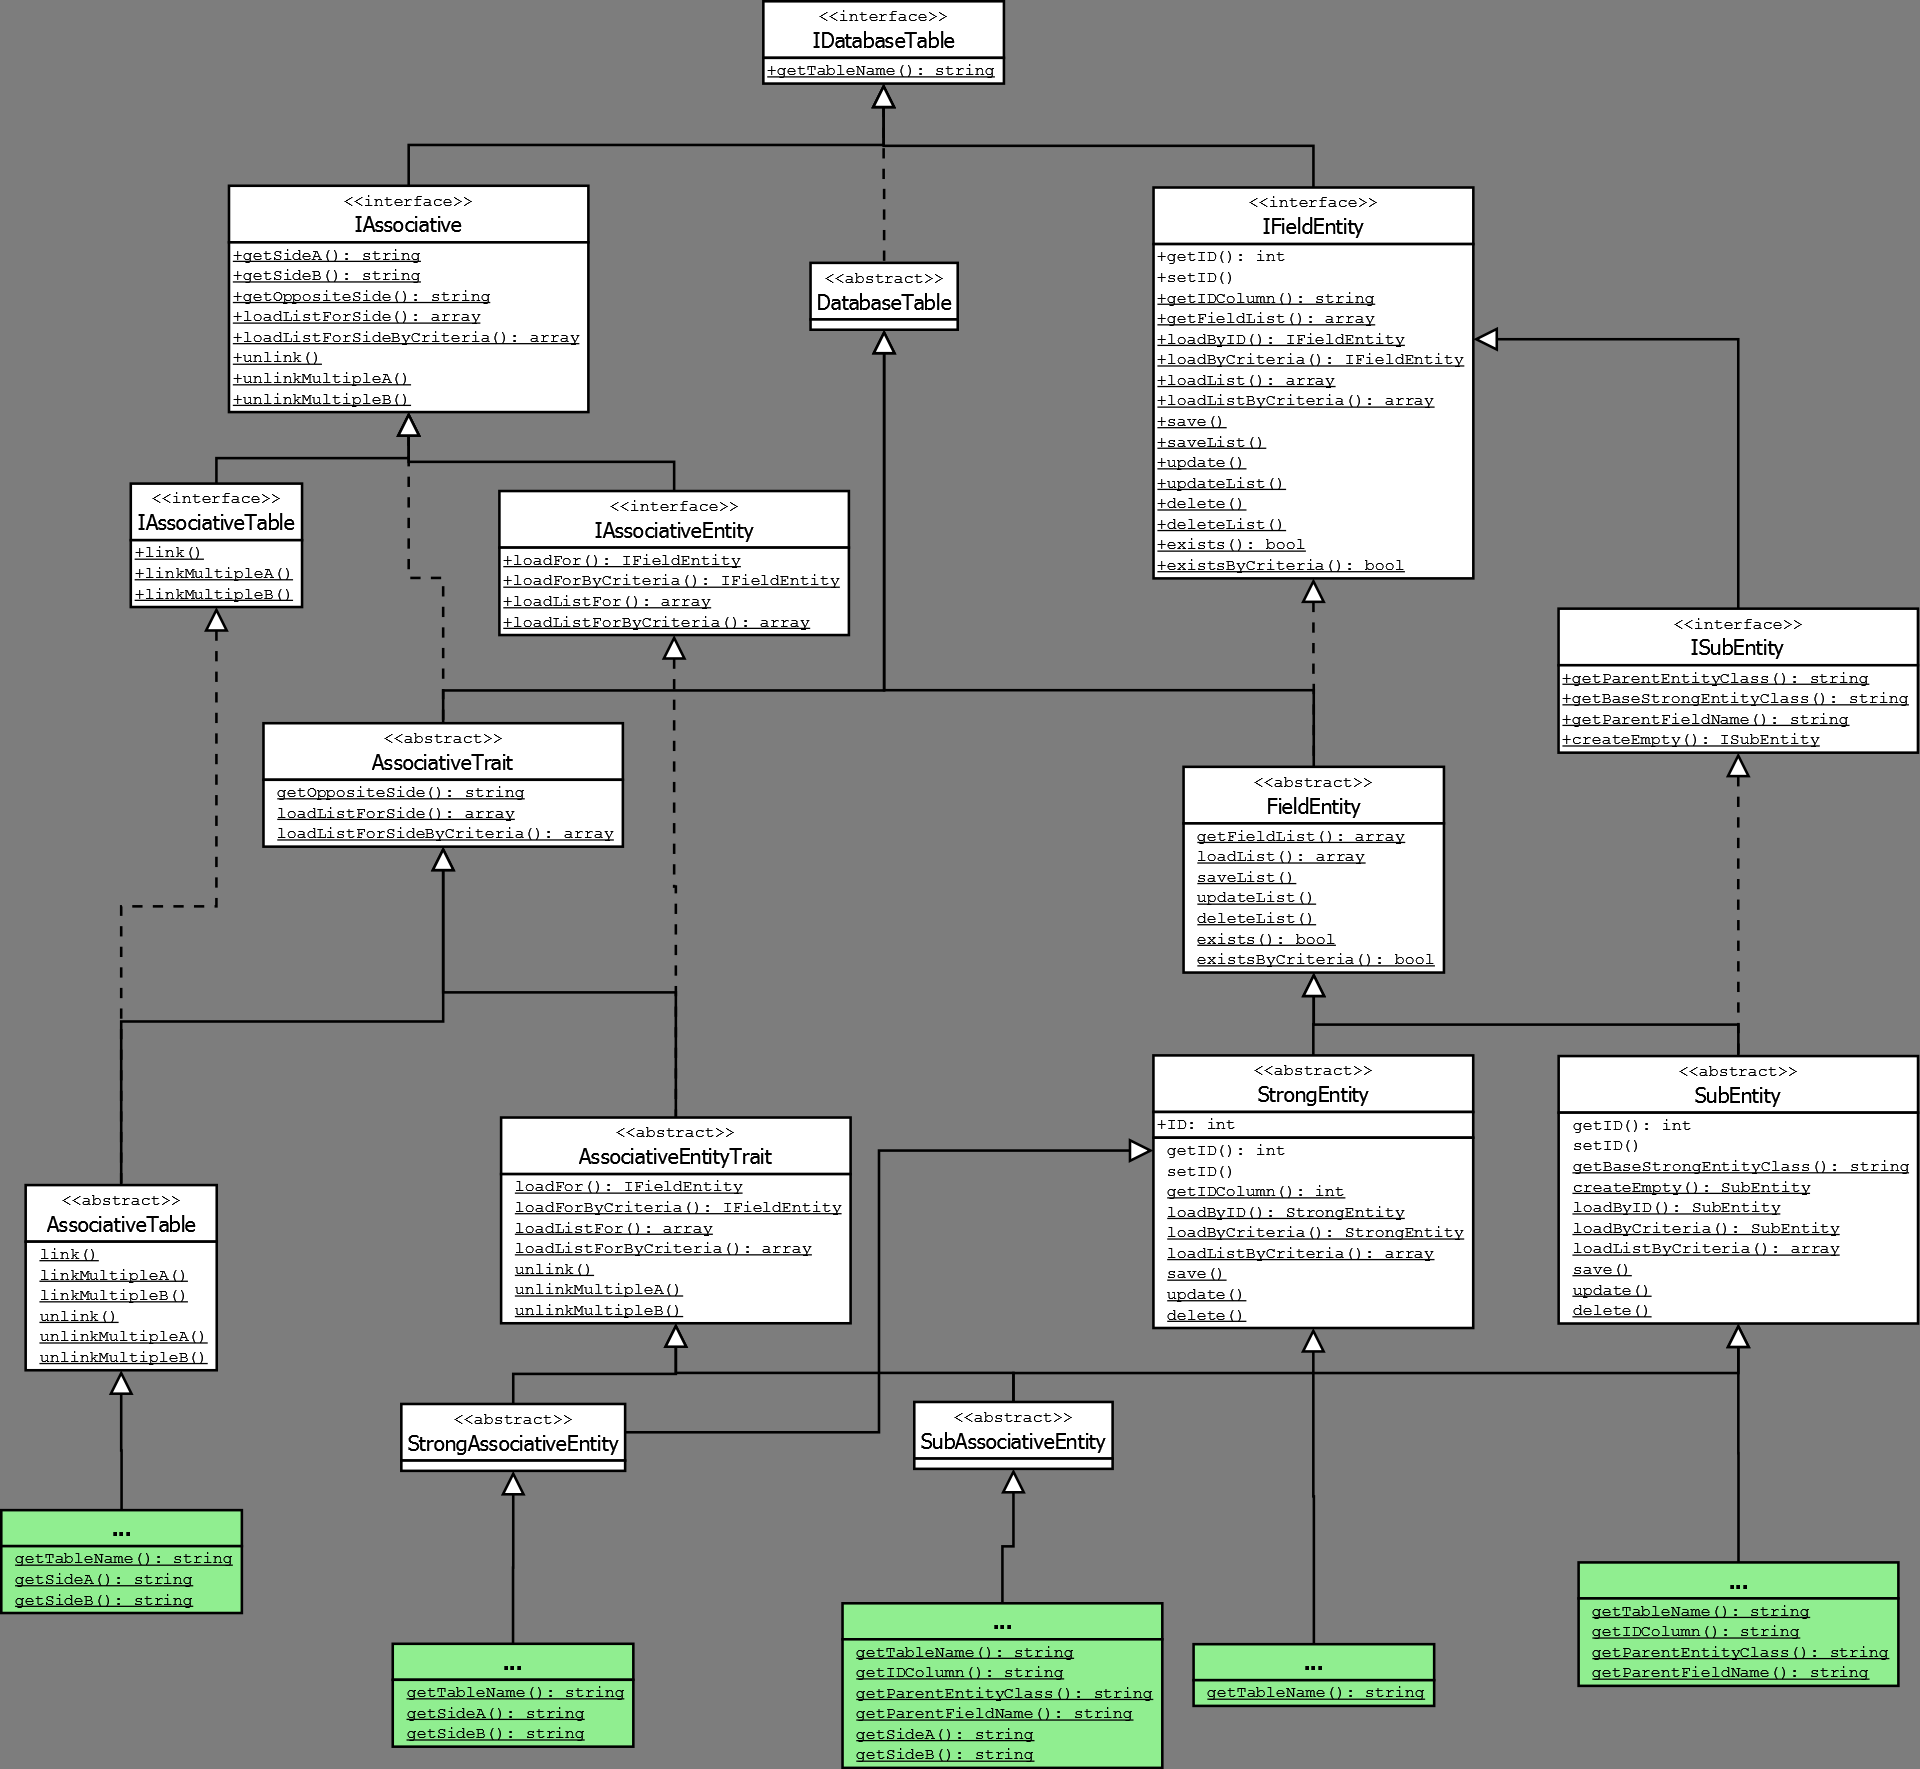 <<interface>>
IDatabaseTable
+getTableName(): string
<<interface>>
IAssociative
+getSideA(): string
+getSideB(): string
+getOppositeSide(): string
+loadListForSide(): array
+loadListForSideByCriteria(): array
+unlink()
+unlinkMultipleA()
+unlinkMultipleB()
<<abstract>>
DatabaseTable
<<interface>>
IFieldEntity
+getID(): int
+setID()
+getIDColumn(): string
+getFieldList(): array
+loadByID(): IFieldEntity
+loadByCriteria(): IFieldEntity
+loadList(): array
+loadListByCriteria(): array
+save()
+saveList()
+update()
+updateList()
+delete()
+deleteList()
+exists(): bool
+existsByCriteria(): bool
<<interface>>
IAssociativeTable
+link()
+linkMultipleA()
+linkMultipleB()
<<interface>>
IAssociativeEntity
+loadFor(): IFieldEntity
+loadForByCriteria(): IFieldEntity
+loadListFor(): array
+loadListForByCriteria(): array
<<interface>>
ISubEntity
+getParentEntityClass(): string
+getBaseStrongEntityClass(): string
+getParentFieldName(): string
+createEmpty(): ISubEntity
<<abstract>>
AssociativeTrait
getOppositeSide(): string
loadListForSide(): array
loadListForSideByCriteria(): array
<<abstract>>
FieldEntity
getFieldList(): array
loadList(): array
saveList()
updateList()
deleteList()
exists(): bool
existsByCriteria(): bool
<<abstract>>
StrongEntity
+ID: int
getID(): int
setID()
getIDColumn(): int
loadByID(): StrongEntity
loadByCriteria(): StrongEntity
loadListByCriteria(): array
save()
update()
delete()
<<abstract>>
SubEntity
getID(): int
setID()
getBaseStrongEntityClass(): string
createEmpty(): SubEntity
loadByID(): SubEntity
loadByCriteria(): SubEntity
loadListByCriteria(): array
save()
update()
delete()
<<abstract>>
AssociativeEntityTrait
loadFor(): IFieldEntity
loadForByCriteria(): IFieldEntity
loadListFor(): array
loadListForByCriteria(): array
unlink()
unlinkMultipleA()
unlinkMultipleB()
<<abstract>>
AssociativeTable
link()
linkMultipleA()
linkMultipleB()
unlink()
unlinkMultipleA()
unlinkMultipleB()
<<abstract>>
StrongAssociativeEntity
<<abstract>>
SubAssociativeEntity
...
getTableName(): string
getSideA(): string
getSideB(): string
...
getTableName(): string
getSideA(): string
getSideB(): string
...
getTableName(): string
getIDColumn(): string
getParentEntityClass(): string
getParentFieldName(): string
getSideA(): string
getSideB(): string
...
getTableName(): string
...
getTableName(): string
getIDColumn(): string
getParentEntityClass(): string
getParentFieldName(): string